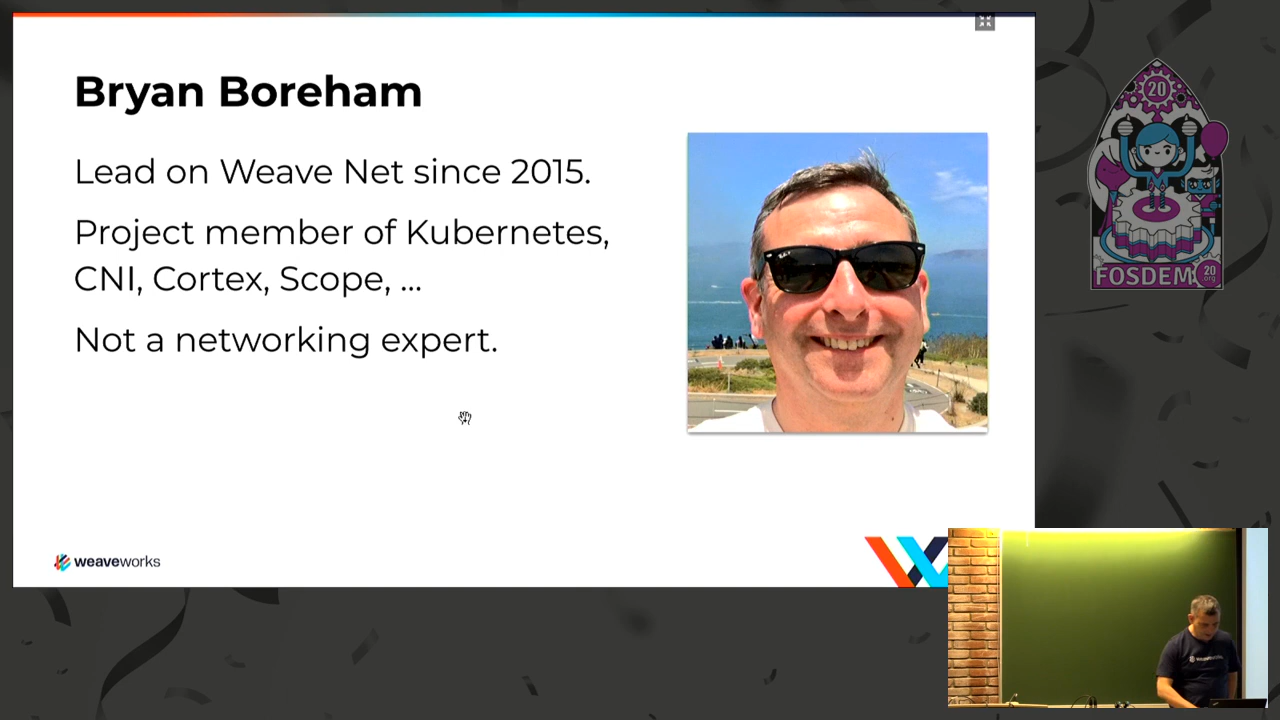 Bryan Boreham
Lead on Weave Net since 2015.
Project member of Kubernetes,
CNI, Cortex, Scope, ...
Not a networking expert.
weaveworks
20
FOSDEM
20
.org